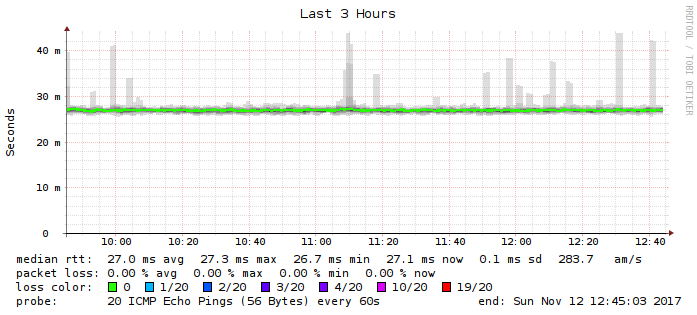 Last 3 Hours
RRDTOOL / TOBI OETIKER
Seconds
40 m
30 m
20 m
10 m
0
10:00 10:20 10:40 11:00 11:20 11:40 12:00 12:20 12:40
median rtt: 27.0 ms avg 27.3 ms max 26.7 ms min 27.1 ms now 0.1 ms sd 283.7 am/s
packet loss: 0.00 % avg 0.00 % max 0.00 % min 0.00 % now
loss color: 0 1/20 2/20 3/20 4/20 10/20 19/20
probe: 20 ICMP Echo Pings (56 Bytes) every 60s end: Sun Nov 12 12:45:03 2017